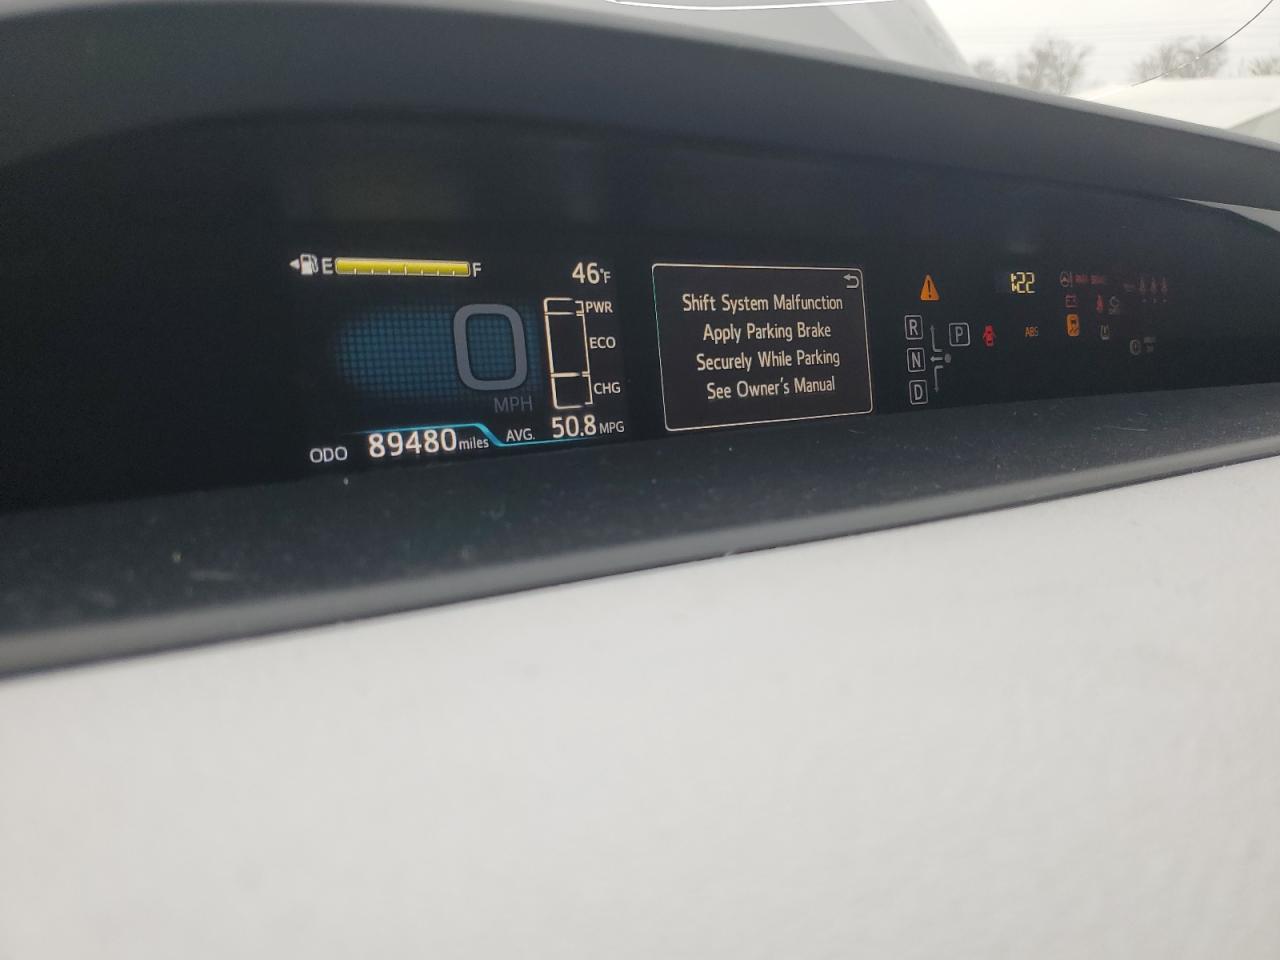 E F
46°F
PWR
ECO
CHG
0
MPH
ODO 89480 miles
AVG. 50.8 MPG
Shift System Malfunction
Apply Parking Brake
Securely While Parking
See Owner's Manual
1:22
R
P
N
D
ABS